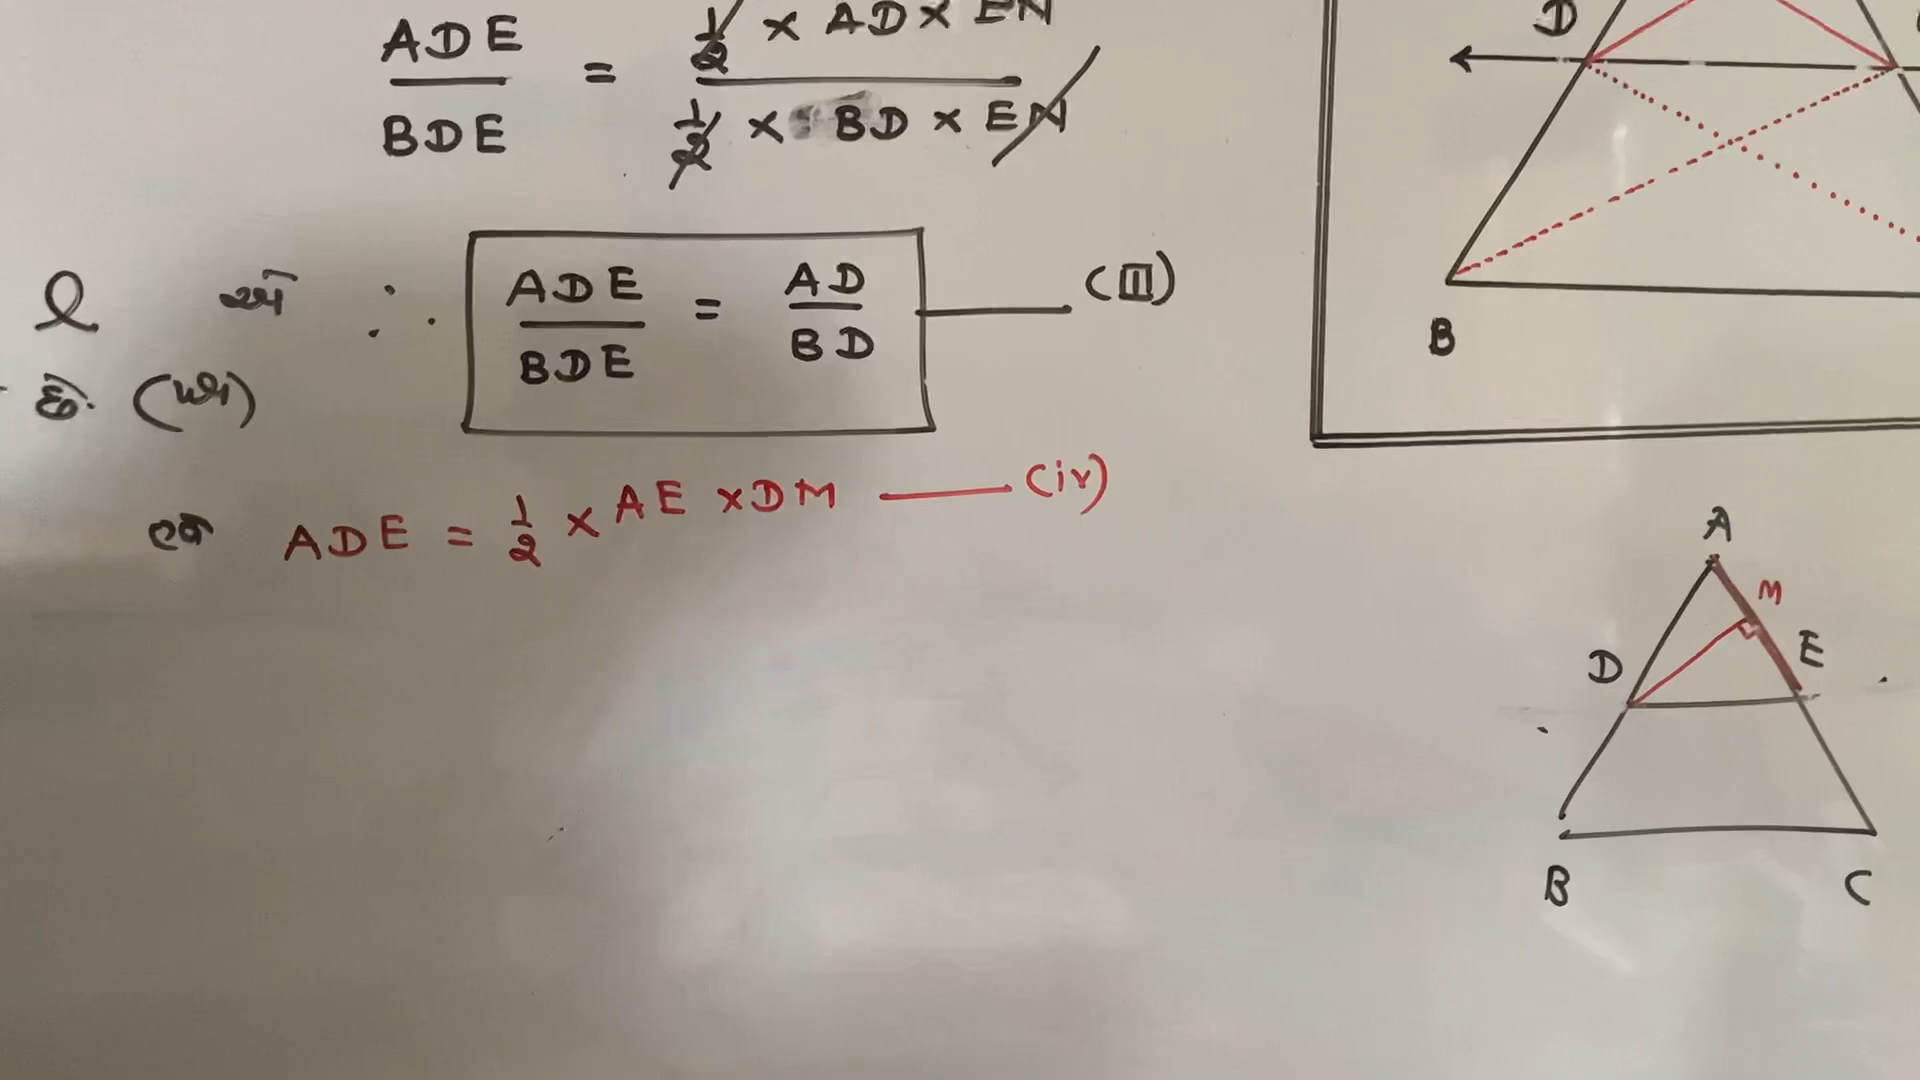 ADE / BDE = 1/2 × AD × EN / 1/2 × BD × EN
D
l
∴ ADE / BDE = AD / BD —— (III)
B
ADE = 1/2 × AE × DM —— (iv)
A
M
D E
B C